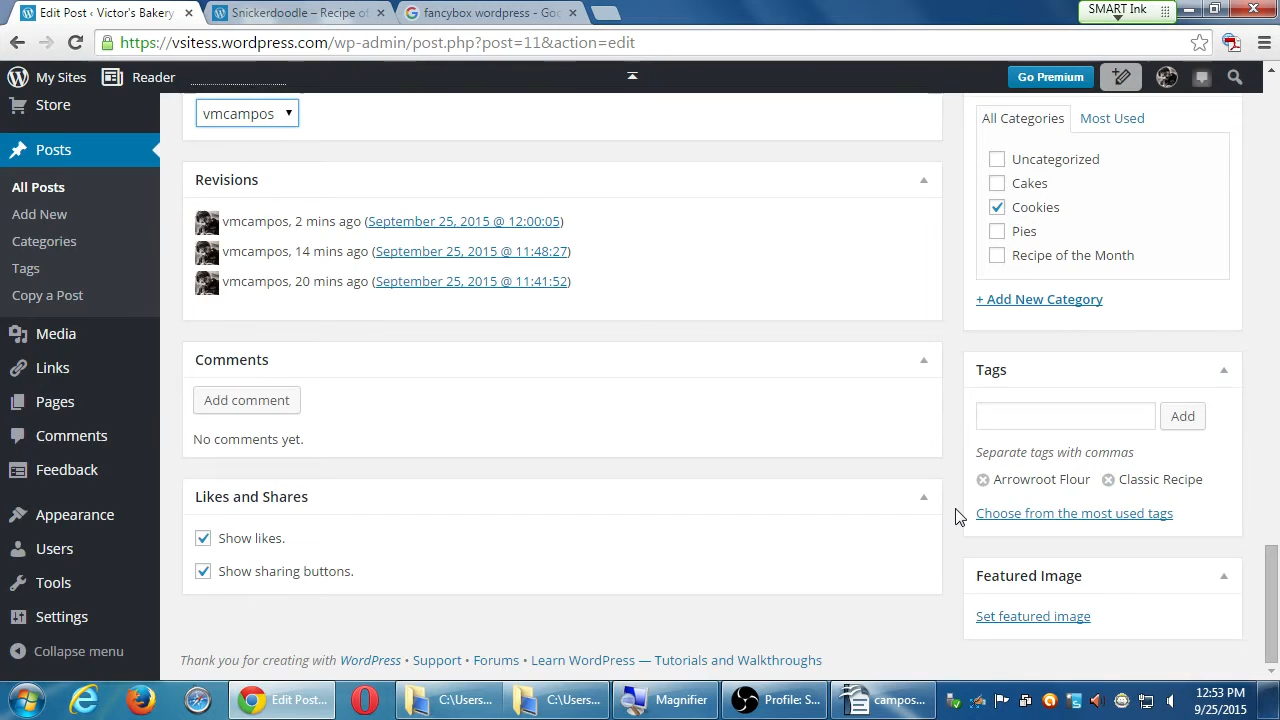 Edit Post ‹ Victor's Bakery
Snickerdoodle – Recipe of
fancybox wordpress - Goo
SMART Ink
https://vsitess.wordpress.com/wp-admin/post.php?post=11&action=edit
My Sites
Reader
Go Premium
Store
Posts
All Posts
Add New
Categories
Tags
Copy a Post
Media
Links
Pages
Comments
Feedback
Appearance
Users
Tools
Settings
Collapse menu
vmcampos
Revisions
vmcampos, 7 mins ago (September 25, 2015 @ 12:00:05)
vmcampos, 14 mins ago (September 25, 2015 @ 11:48:27)
vmcampos, 20 mins ago (September 25, 2015 @ 11:41:52)
Comments
Add comment
No comments yet.
Likes and Shares
Show likes.
Show sharing buttons.
All Categories
Most Used
Uncategorized
Cakes
Cookies
Pies
Recipe of the Month
+ Add New Category
Tags
Add
Separate tags with commas
Arrowroot Flour
Classic Recipe
Choose from the most used tags
Featured Image
Set featured image
Thank you for creating with WordPress • Support • Forums • Learn WordPress — Tutorials and Walkthroughs
Edit Post...
C:\Users...
C:\Users...
Magnifier
Profile: S...
campos...
12:53 PM
9/25/2015